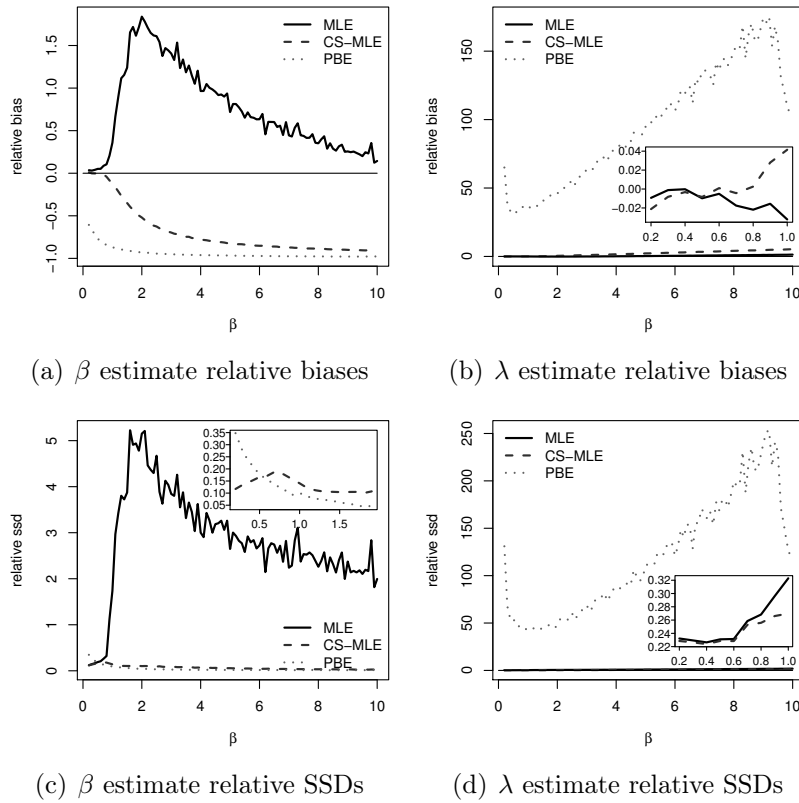 MLE
CS−MLE
PBE
relative bias
−1.0 −0.5 0.0 0.5 1.0 1.5
0 2 4 6 8 10
β
(a) β estimate relative biases
MLE
CS−MLE
PBE
relative bias
0 50 100 150
0.04
0.00
−0.02
0.2 0.4 0.6 0.8 1.0
0 2 4 6 8 10
β
(b) λ estimate relative biases
relative ssd
0 1 2 3 4 5
0.35
0.30
0.25
0.20
0.15
0.10
0.05
0.5 1.0 1.5
MLE
CS−MLE
PBE
0 2 4 6 8 10
β
(c) β estimate relative SSDs
MLE
CS−MLE
PBE
relative ssd
0 50 100 150 200 250
0.32
0.28
0.24
0.22
0.2 0.4 0.6 0.8 1.0
0 2 4 6 8 10
β
(d) λ estimate relative SSDs